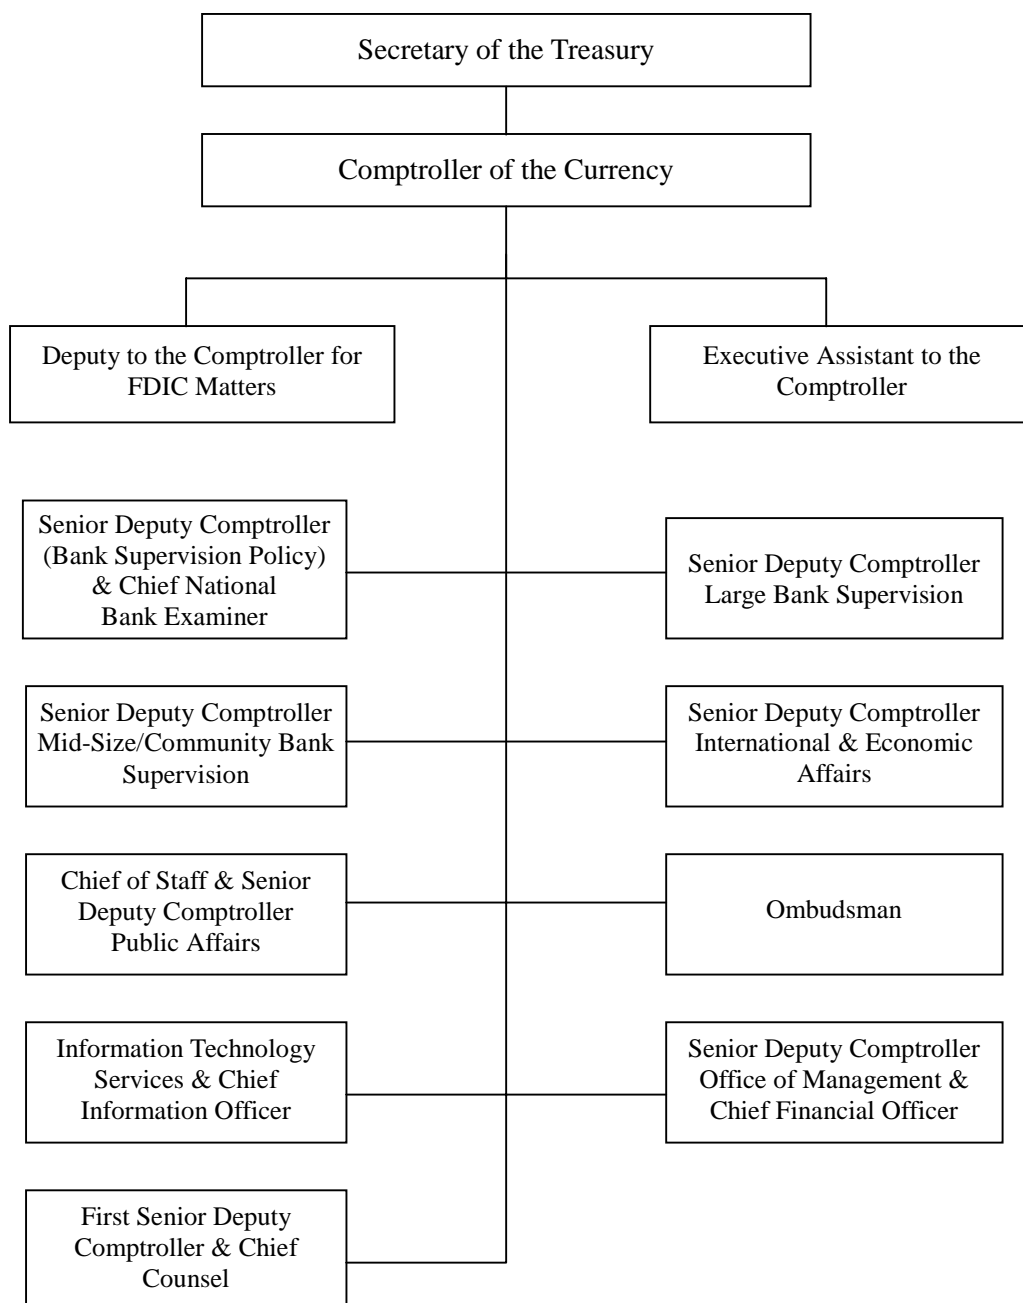 Secretary of the Treasury
Comptroller of the Currency
Deputy to the Comptroller for
FDIC Matters
Executive Assistant to the
Comptroller
Senior Deputy Comptroller
(Bank Supervision Policy)
& Chief National
Bank Examiner
Senior Deputy Comptroller
Large Bank Supervision
Senior Deputy Comptroller
Mid-Size/Community Bank
Supervision
Senior Deputy Comptroller
International & Economic
Affairs
Chief of Staff & Senior
Deputy Comptroller
Public Affairs
Ombudsman
Information Technology
Services & Chief
Information Officer
Senior Deputy Comptroller
Office of Management &
Chief Financial Officer
First Senior Deputy
Comptroller & Chief
Counsel